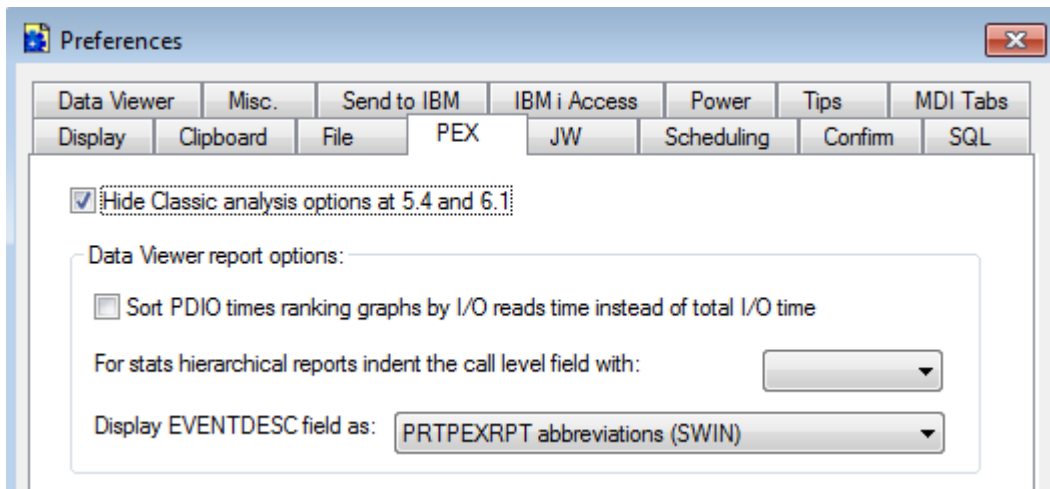 Preferences
Data Viewer Misc. Send to IBM IBM i Access Power Tips MDI Tabs
Display Clipboard File PEX JW Scheduling Confirm SQL
Hide Classic analysis options at 5.4 and 6.1
Data Viewer report options:
Sort PDIO times ranking graphs by I/O reads time instead of total I/O time
For stats hierarchical reports indent the call level field with:
Display EVENTDESC field as: PRTPEXRPT abbreviations (SWIN)